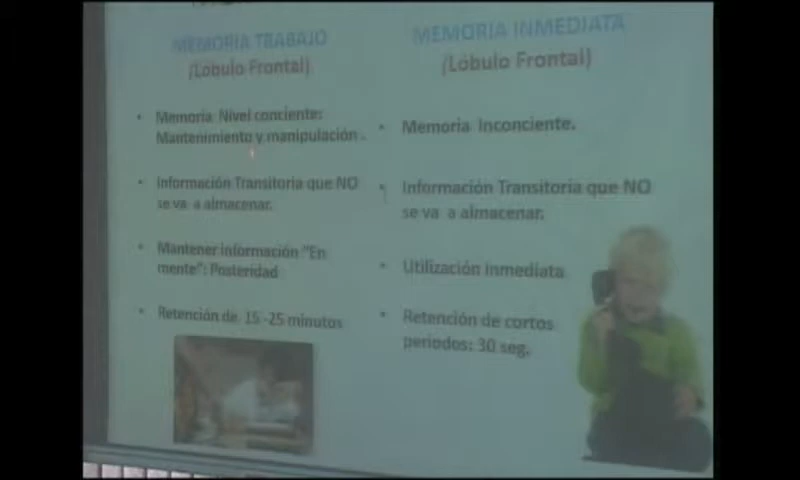 MEMORIA TRABAJO
(Lóbulo Frontal)
• Memoria Nivel conciente:
Mantenimiento y manipulación.
• Información Transitoria que NO
se va a almacenar.
• Mantener información "En
mente": Posteridad
• Retención de 15 -25 minutos
MEMORIA INMEDIATA
(Lóbulo Frontal)
• Memoria Inconciente.
• Información Transitoria que NO
se va a almacenar.
• Utilización inmediata
• Retención de cortos
periodos: 30 seg.